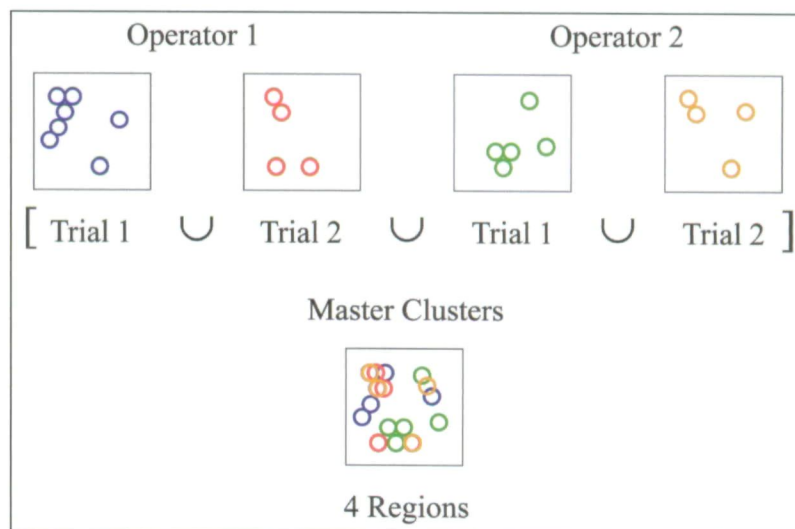 Operator 1 Operator 2
[ Trial 1 ∪ Trial 2 ∪ Trial 1 ∪ Trial 2 ]
Master Clusters
4 Regions